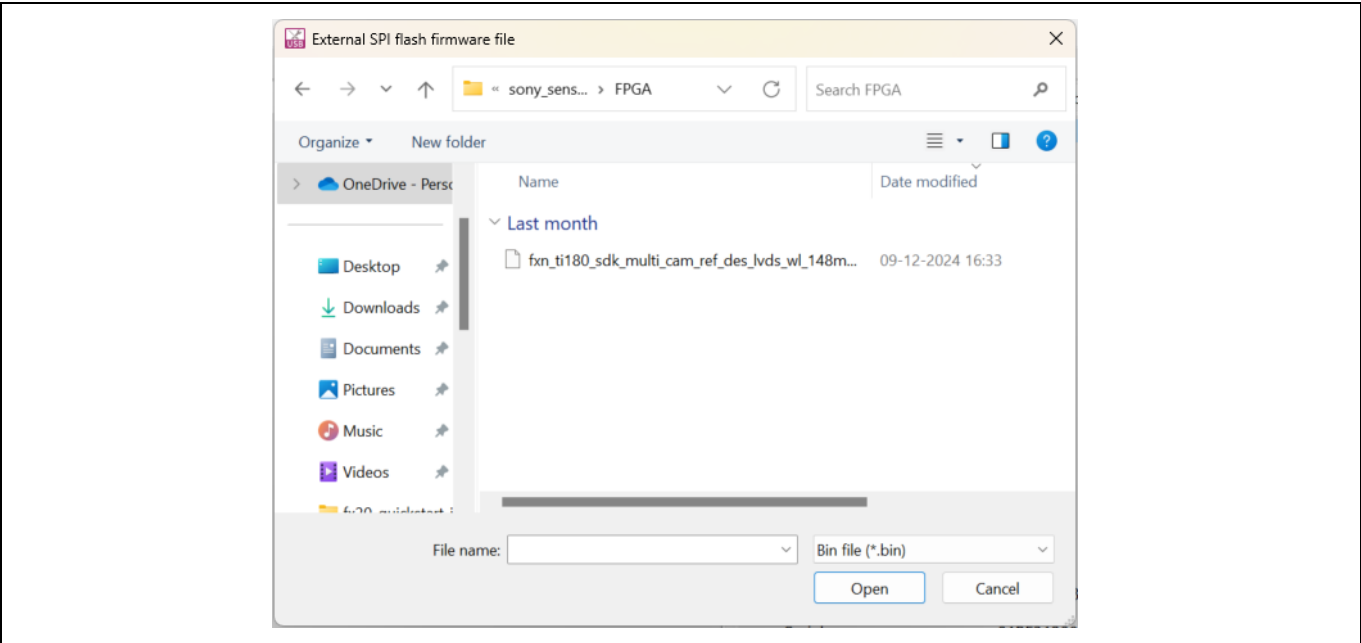 USB External SPI flash firmware file
« sony_sens... > FPGA
Search FPGA
Organize
New folder
OneDrive - Perso
Name
Date modified
Last month
Desktop
fxn_ti180_sdk_multi_cam_ref_des_lvds_wl_148m...
09-12-2024 16:33
Downloads
Documents
Pictures
Music
Videos
File name:
Bin file (*.bin)
Open
Cancel